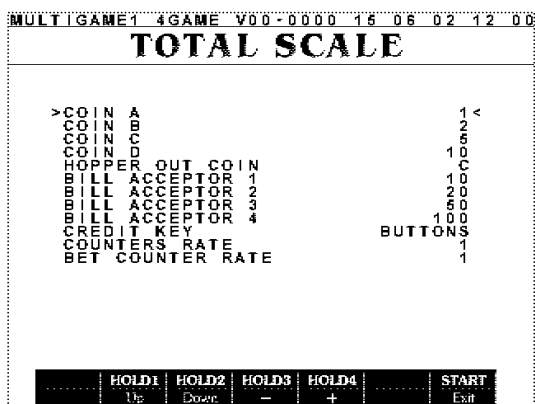 MULTIGAME1 4GAME V00-0000 15 06 02 12 00
TOTAL SCALE
>COIN A 1<
COIN B 2
COIN C 5
COIN D 10
HOPPER OUT COIN C
BILL ACCEPTOR 1 10
BILL ACCEPTOR 2 20
BILL ACCEPTOR 3 50
BILL ACCEPTOR 4 100
CREDIT KEY BUTTONS
COUNTERS RATE 1
BET COUNTER RATE 1
HOLD1 HOLD2 HOLD3 HOLD4 START
Up Down - + Exit